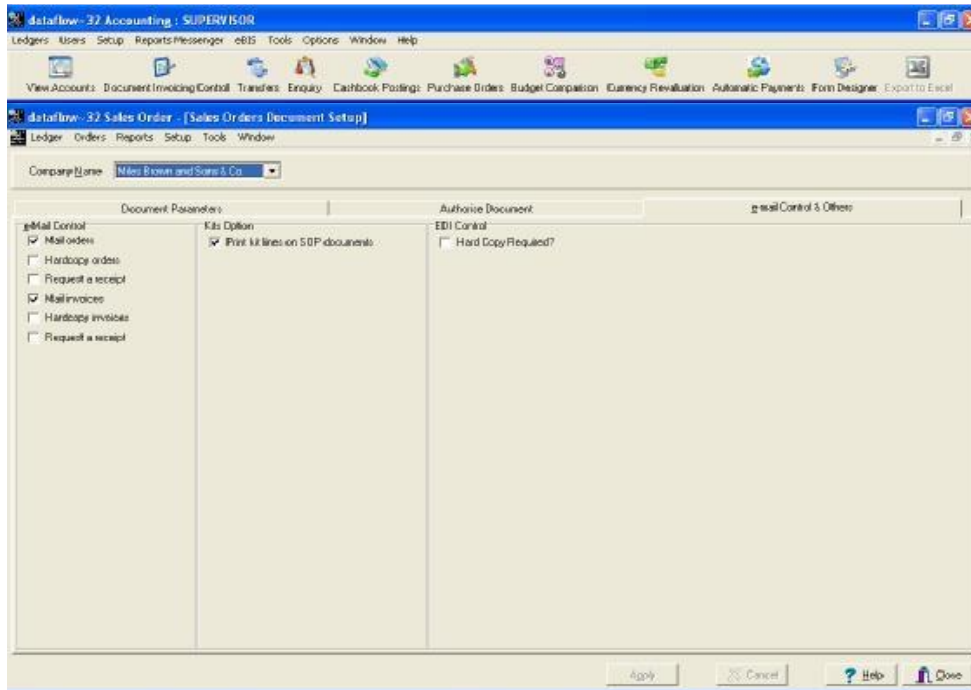 dataflow-32 Accounting : SUPERVISOR
Ledgers Users Setup Reports Messenger eBIS Tools Options Window Help
View Accounts Document Invoicing Control Transfers Enquiry Cashbook Postings Purchase Orders Budget Comparison Currency Revaluation Automatic Payments Form Designer Export to Excel
dataflow-32 Sales Order - [Sales Orders Document Setup]
Ledger Orders Reports Setup Tools Window
Company Name Miles Brown and Sons & Co.
Document Parameters Authorise Document e-mail Control & Others
e-Mail Control Kits Option EDI Control
Mail orders Print kit lines on SOP documents Hard Copy Required?
Hardcopy orders
Request a receipt
Mail invoices
Hardcopy invoices
Request a receipt
Apply Cancel Help Close